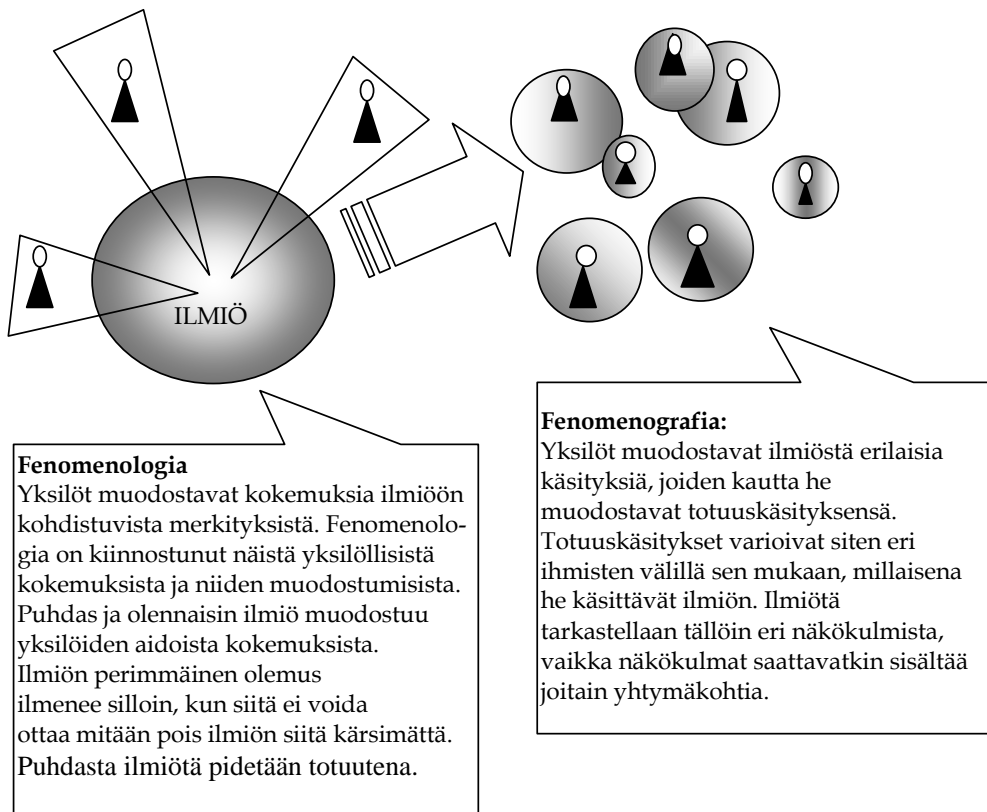 ILMIÖ
Fenomenologia
Yksilöt muodostavat kokemuksia ilmiöön
kohdistuvista merkityksistä. Fenomenolo-
gia on kiinnostunut näistä yksilöllisistä
kokemuksista ja niiden muodostumisista.
Puhdas ja olennaisin ilmiö muodostuu
yksilöiden aidoista kokemuksista.
Ilmiön perimmäinen olemus
ilmenee silloin, kun siitä ei voida
ottaa mitään pois ilmiön siitä kärsimättä.
Puhdasta ilmiötä pidetään totuutena.
Fenomenografia:
Yksilöt muodostavat ilmiöstä erilaisia
käsityksiä, joiden kautta he
muodostavat totuuskäsityksensä.
Totuuskäsitykset varioivat siten eri
ihmisten välillä sen mukaan, millaisena
he käsittävät ilmiön. Ilmiötä
tarkastellaan tällöin eri näkökulmista,
vaikka näkökulmat saattavatkin sisältää
joitain yhtymäkohtia.